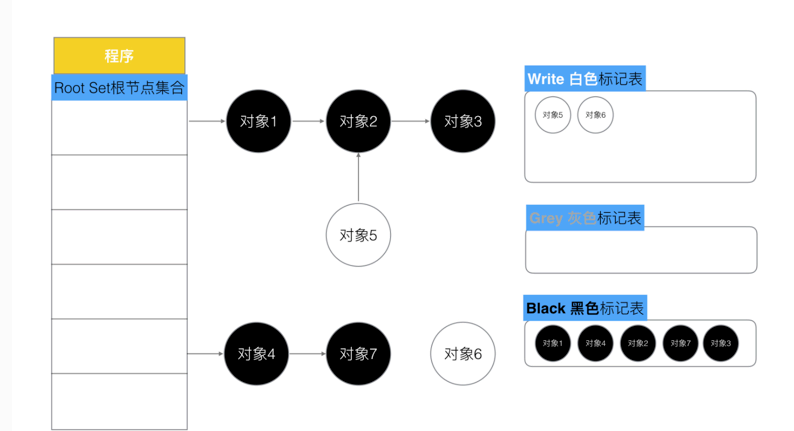 程序
Root Set根节点集合
对象1
对象2
对象3
对象5
对象4
对象7
对象6
Write 白色标记表
对象5
对象6
Grey 灰色标记表
Black 黑色标记表
对象1
对象4
对象2
对象7
对象3